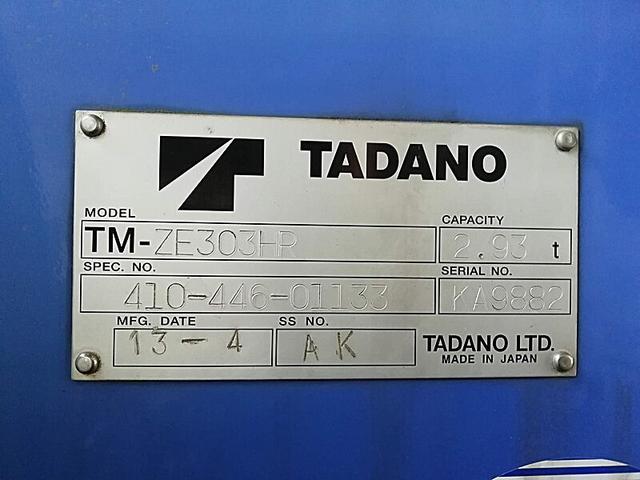 TADANO
MODEL
TM-ZE303HR
CAPACITY
2.93 t
SPEC. NO.
410-446-01133
SERIAL NO.
KA9882
MFG. DATE
13-4
SS NO.
AK
TADANO LTD.
MADE IN JAPAN